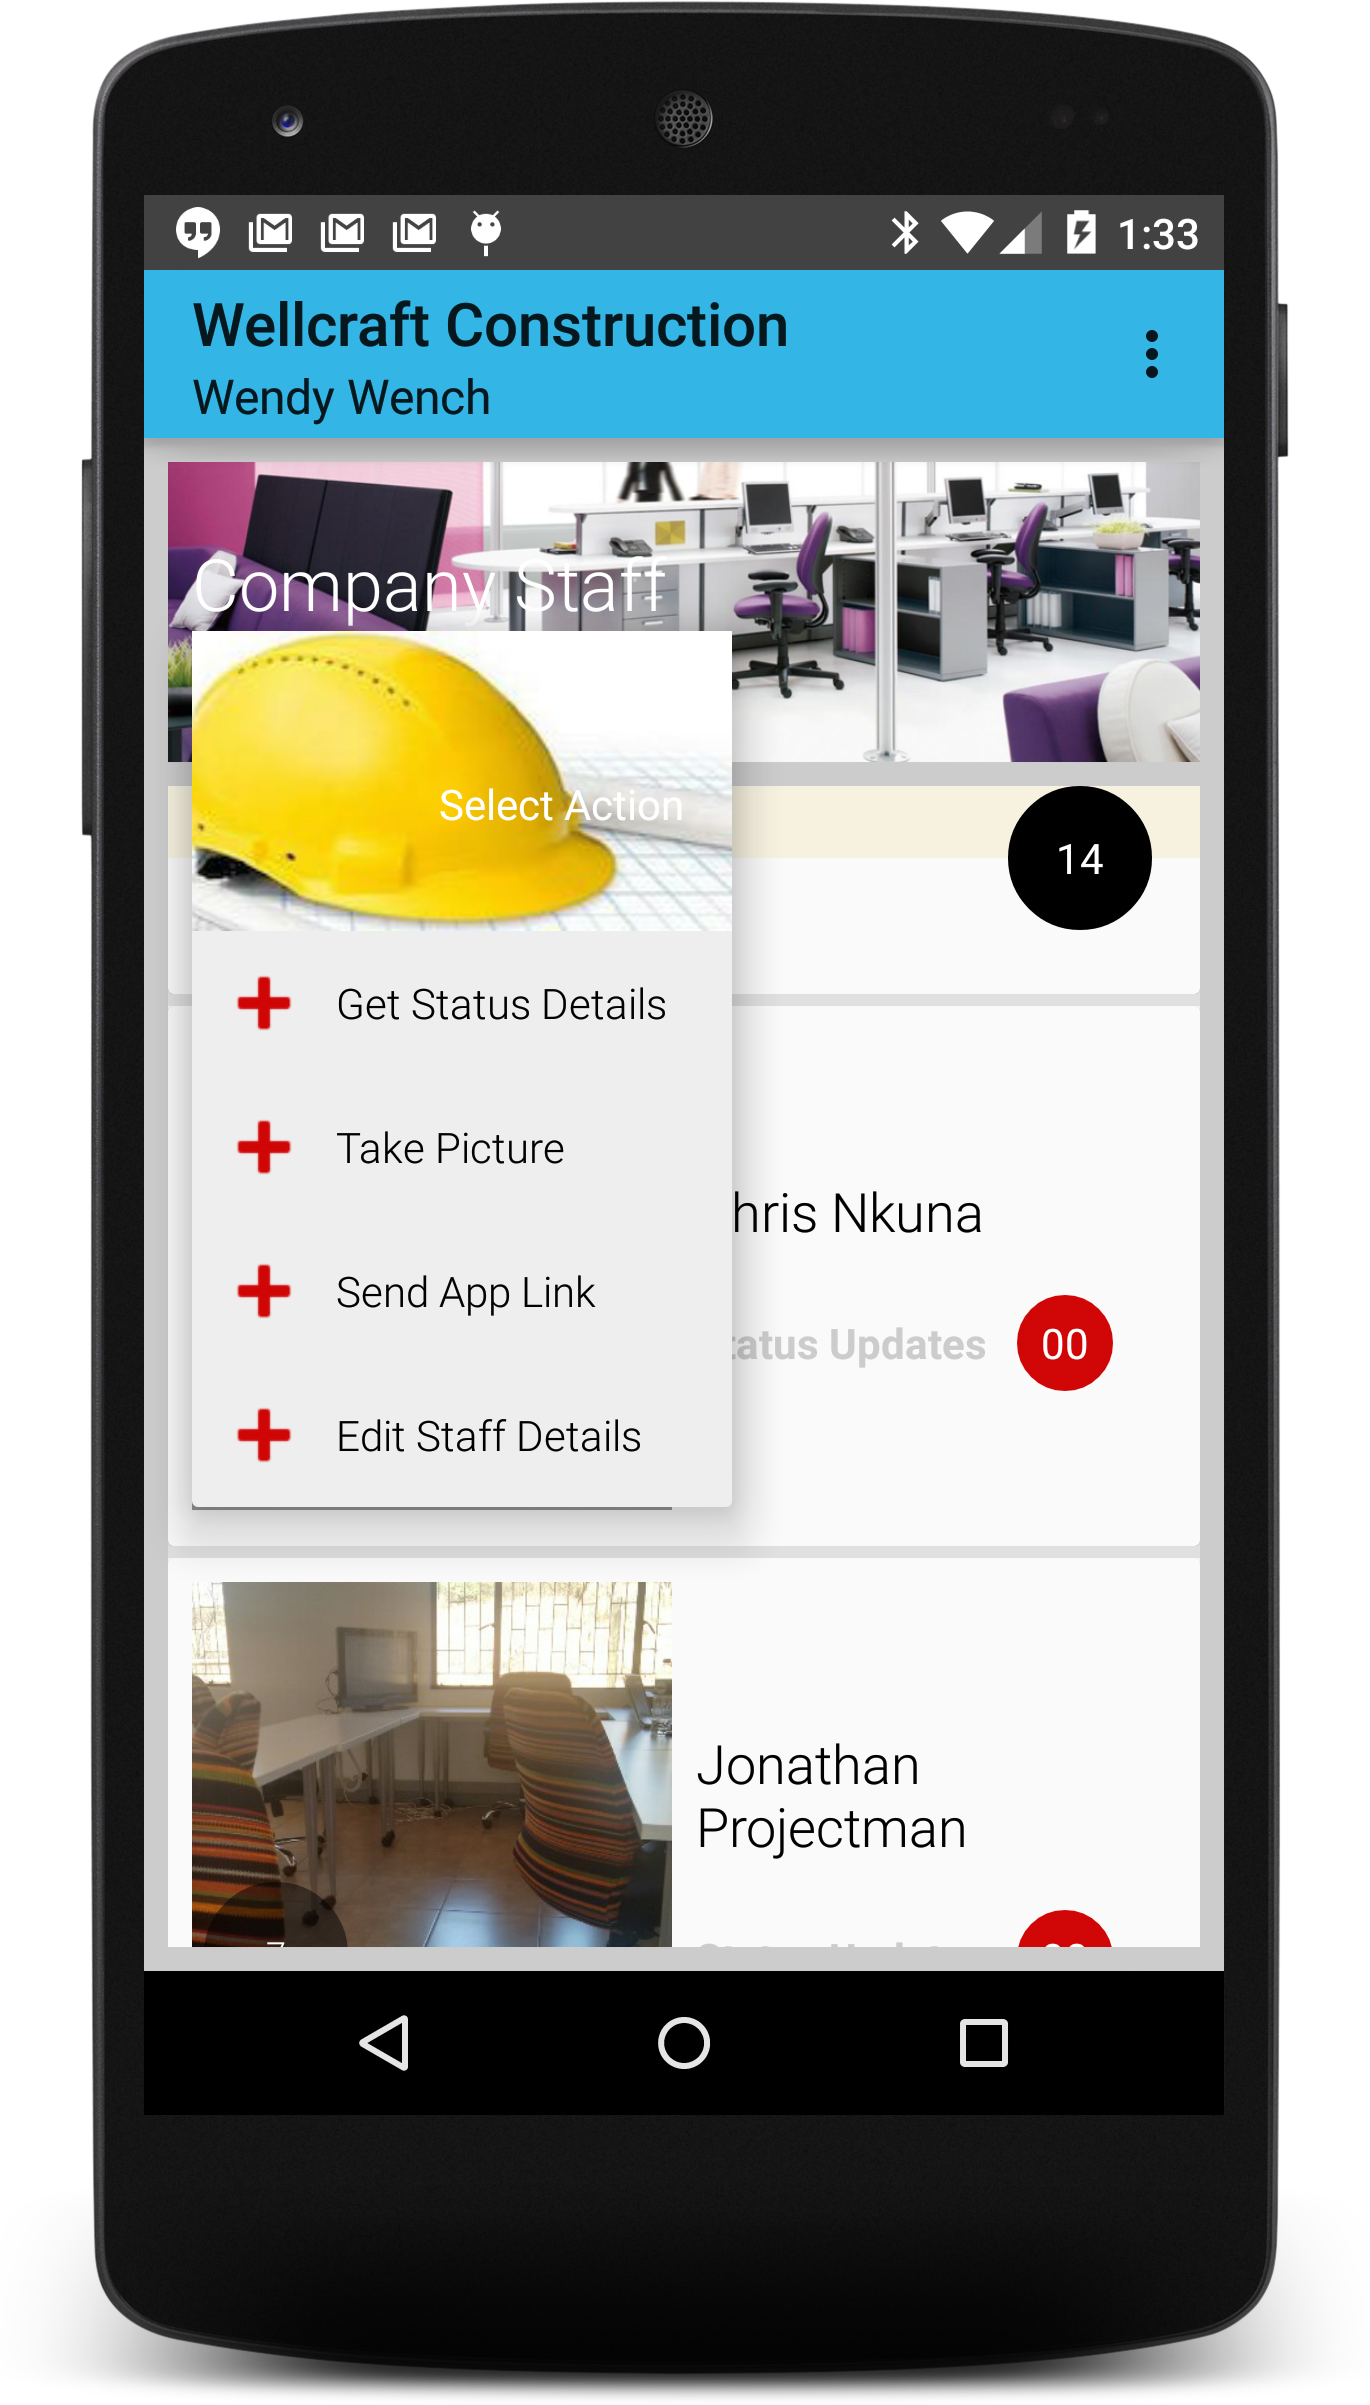 1:33
Wellcraft Construction
Wendy Wench
Company Staff
Select Action
14
Get Status Details
Take Picture
hris Nkuna
Send App Link
tatus Updates 00
Edit Staff Details
Jonathan
Projectman